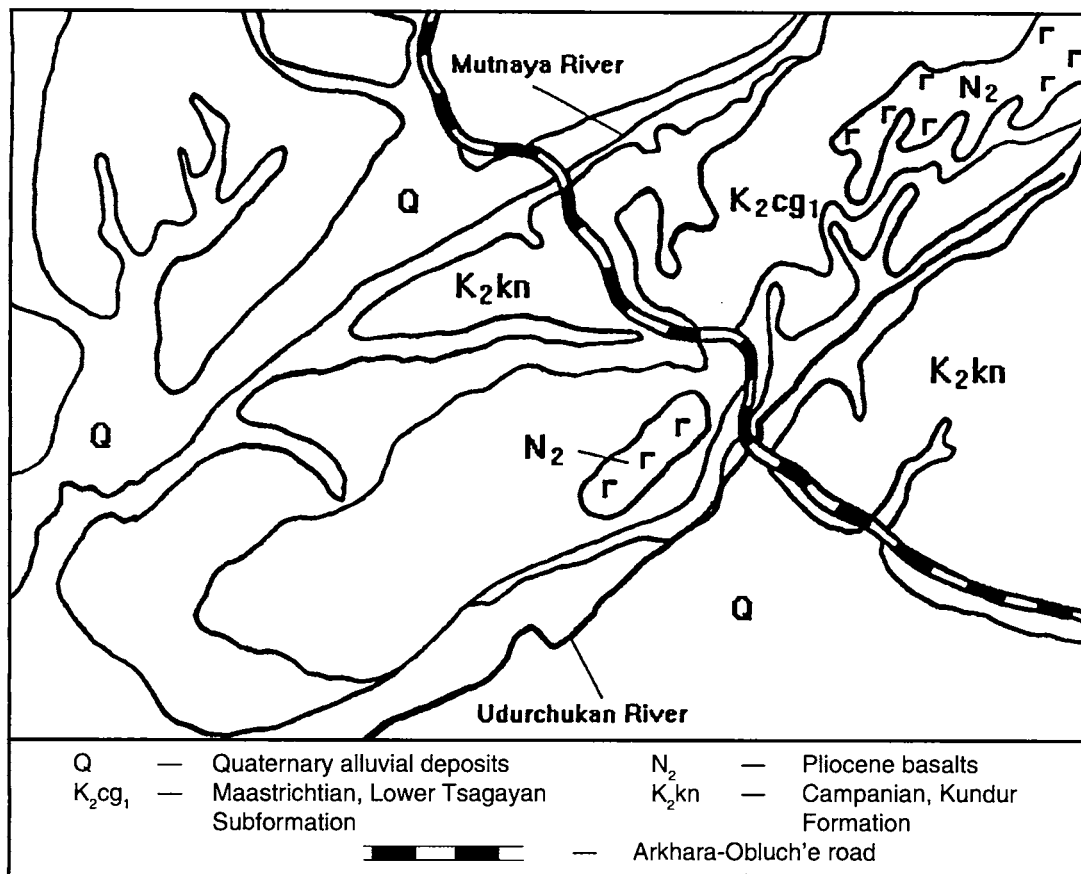 Mutnaya River
Г
Г
N₂
Г
Г
Г
Г
Г
Q
K₂cg₁
K₂kn
K₂kn
Q
Г
N₂
Г
Г
Q
Udurchukan River
Q — Quaternary alluvial deposits
K₂cg₁ — Maastrichtian, Lower Tsagayan
Subformation
N₂ — Pliocene basalts
K₂kn — Campanian, Kundur
Formation
— Arkhara-Obluch'e road